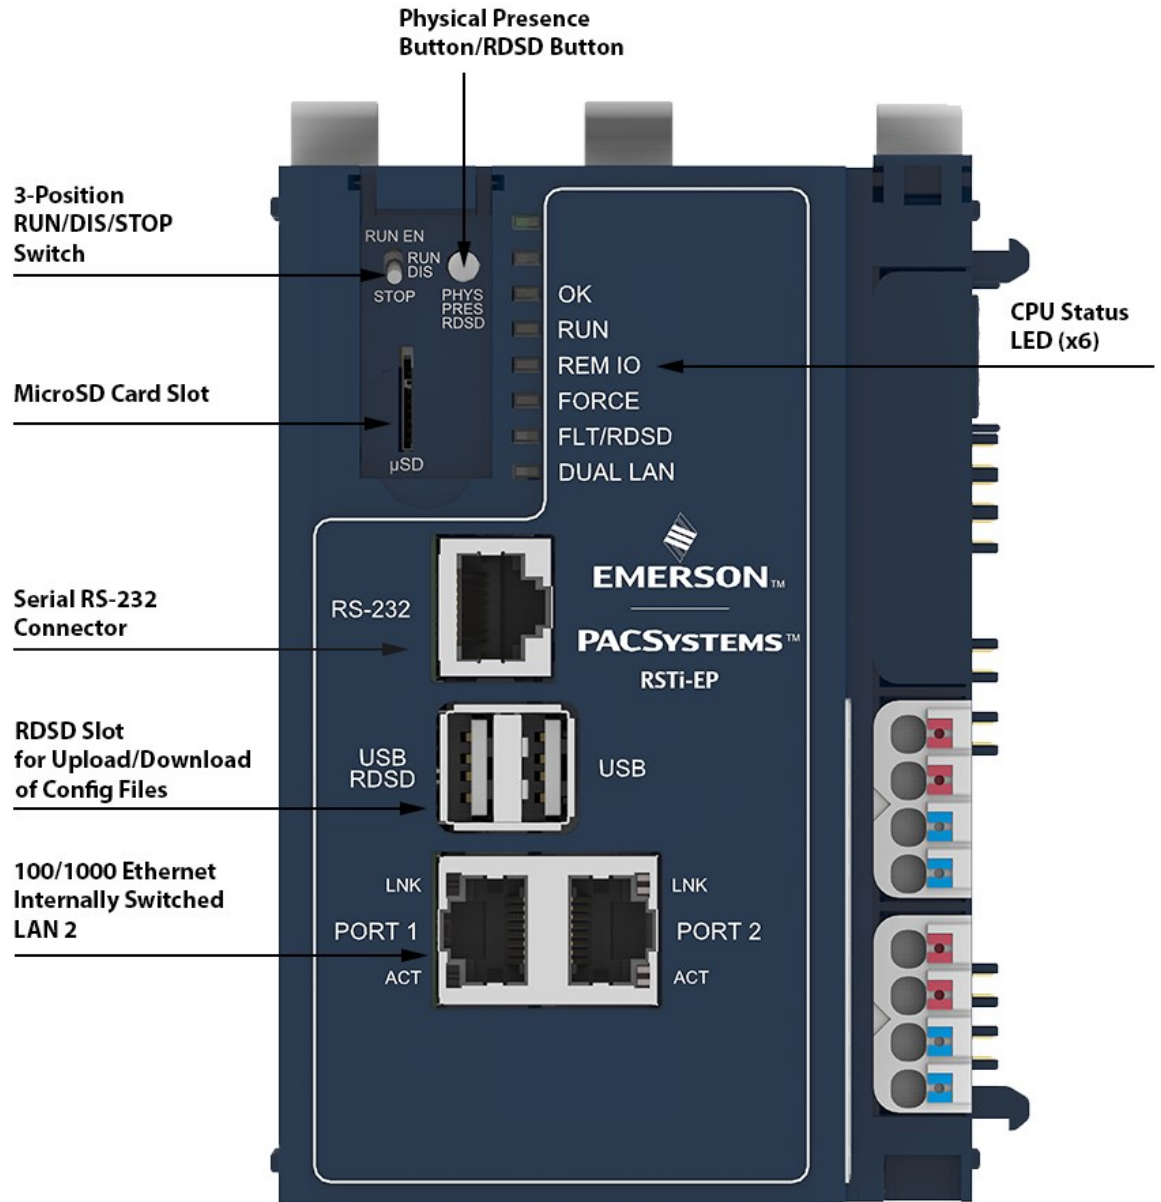 Physical Presence
Button/RDSD Button
3-Position
RUN/DIS/STOP
Switch
RUN EN
RUN
DIS
STOP
PHYS
PRES
RDSD
OK
RUN
REM IO
FORCE
FLT/RDSD
DUAL LAN
CPU Status
LED (x6)
MicroSD Card Slot
µSD
EMERSON™
PACSYSTEMS™
RSTi-EP
Serial RS-232
Connector
RS-232
RDSD Slot
for Upload/Download
of Config Files
USB
RDSD
USB
100/1000 Ethernet
Internally Switched
LAN 2
LNK
PORT 1
ACT
LNK
PORT 2
ACT